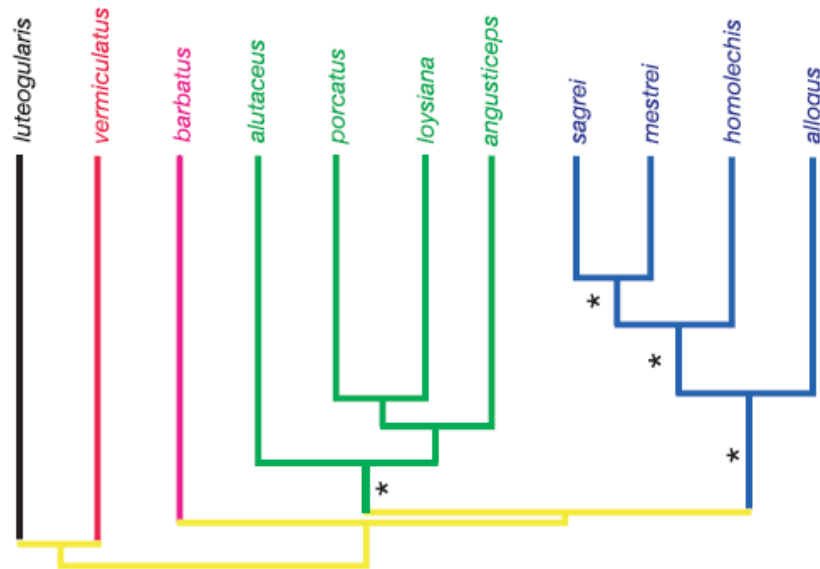 luteogularis
vermiculatus
barbatus
alutaceus
porcatus
loysiana
angusticeps
sagrei
mestrei
homolechis
allogus
*
*
*
*